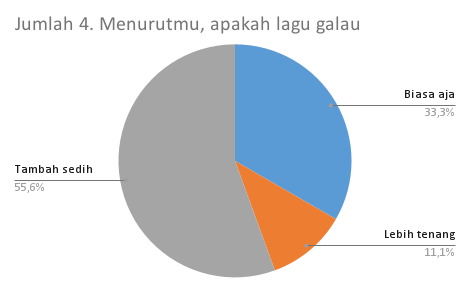 Jumlah 4. Menurutmu, apakah lagu galau
Biasa aja
33,3%
Tambah sedih
55,6%
Lebih tenang
11,1%